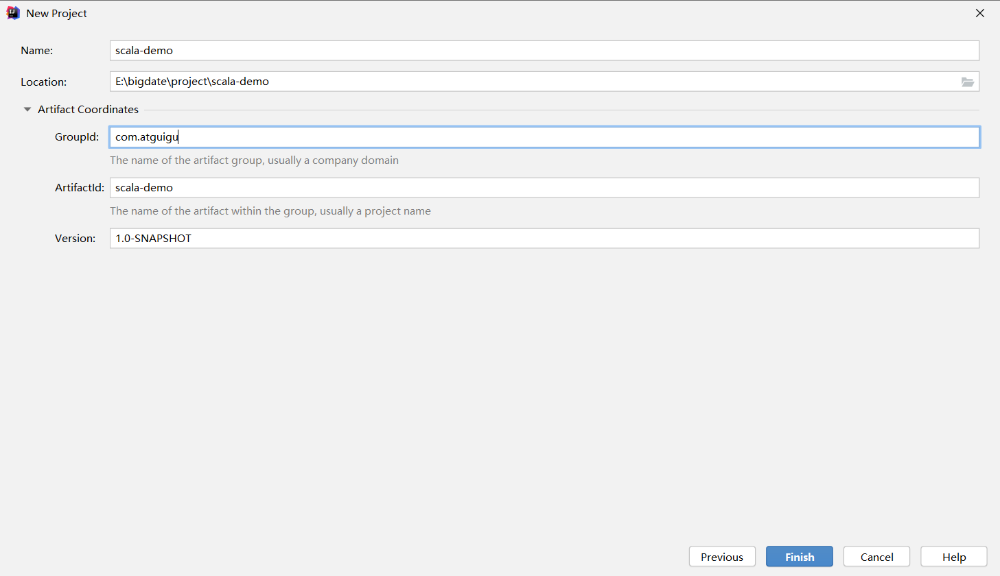 New Project
Name: scala-demo
Location: E:\bigdate\project\scala-demo
Artifact Coordinates
GroupId: com.atguigu
The name of the artifact group, usually a company domain
ArtifactId: scala-demo
The name of the artifact within the group, usually a project name
Version: 1.0-SNAPSHOT
Previous Finish Cancel Help